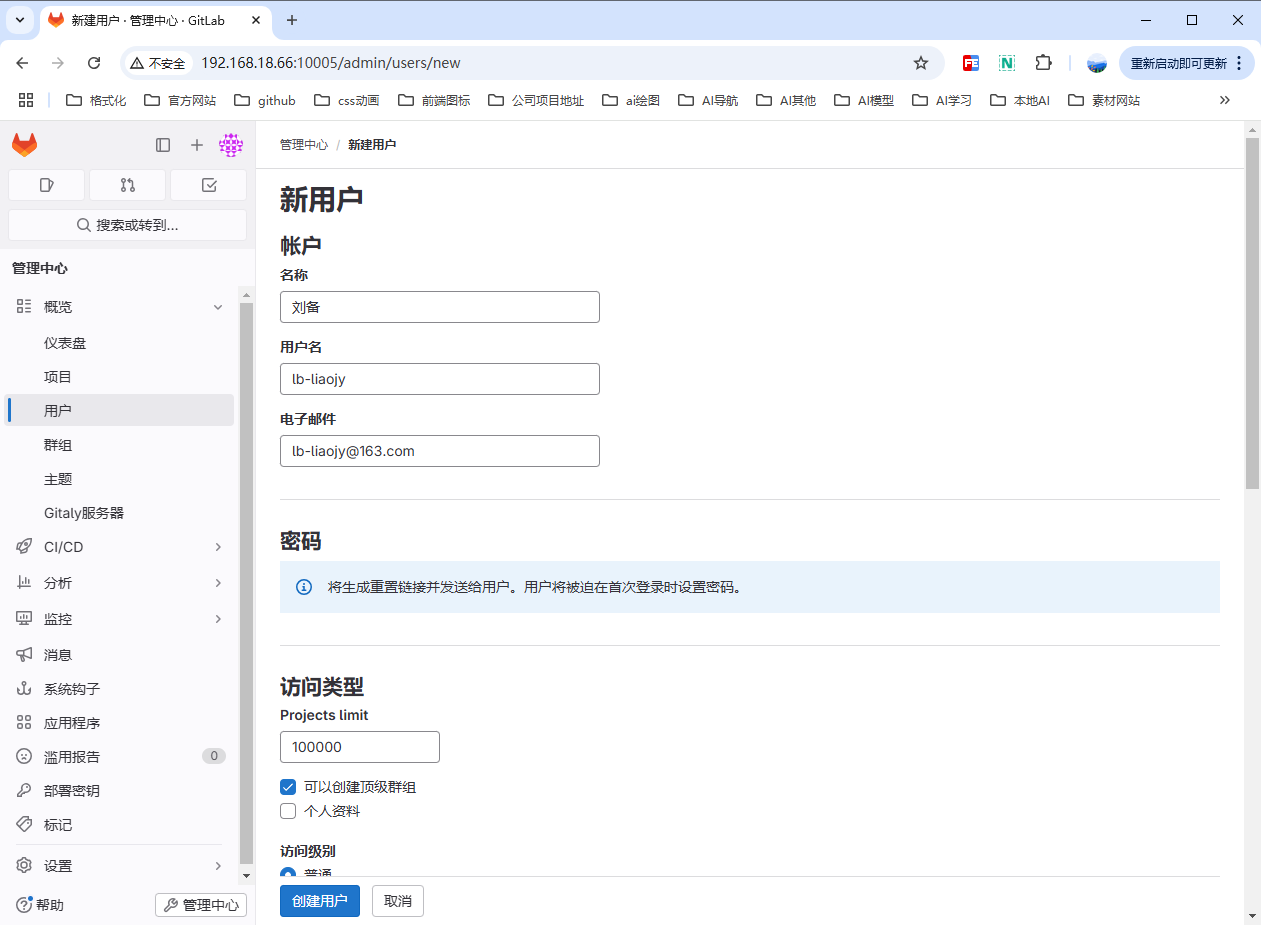 新建用户 · 管理中心 · GitLab
不安全 192.168.18.66:10005/admin/users/new 重新启动即可更新
格式化 官方网站 github css动画 前端图标 公司项目地址 ai绘图 AI导航 AI其他 AI模型 AI学习 本地AI 素材网站
搜索或转到...
管理中心
概览
仪表盘
项目
用户
群组
主题
Gitaly服务器
CI/CD
分析
监控
消息
系统钩子
应用程序
滥用报告 0
部署密钥
标记
设置
帮助 管理中心
管理中心 / 新建用户
新用户
帐户
名称
刘备
用户名
lb-liaojy
电子邮件
lb-liaojy@163.com
密码
将生成重置链接并发送给用户。用户将被迫在首次登录时设置密码。
访问类型
Projects limit
100000
可以创建顶级群组
个人资料
访问级别
普通
创建用户 取消